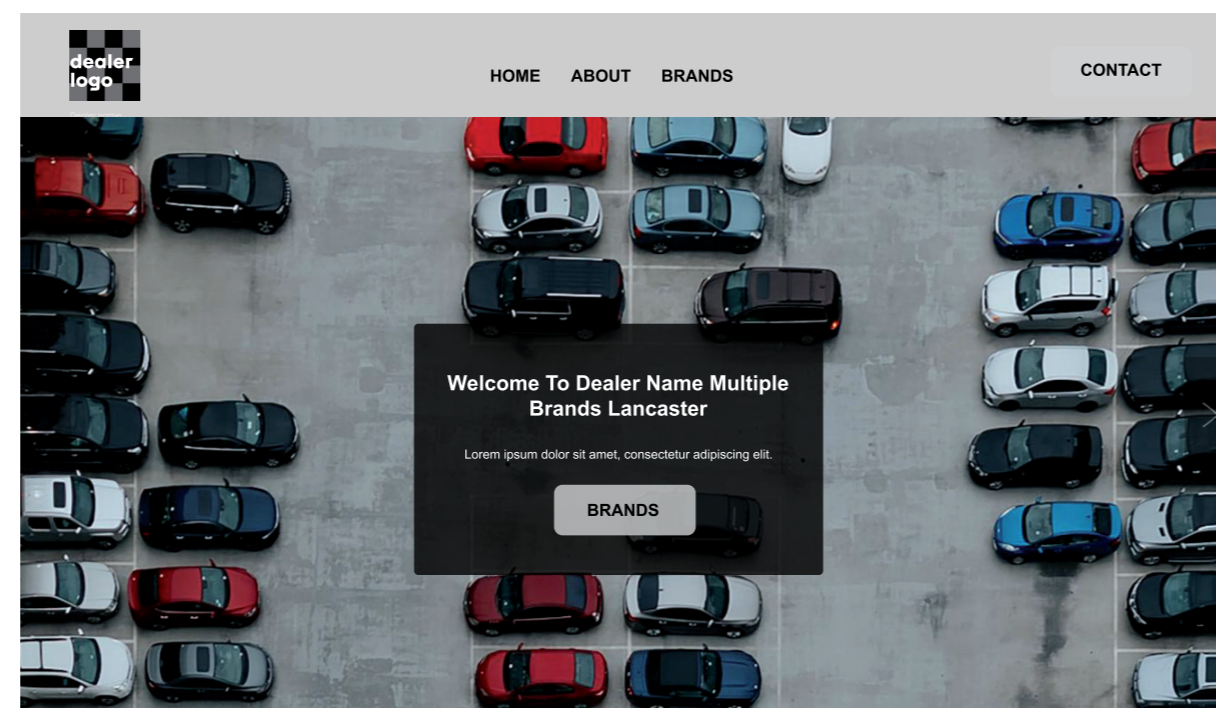 dealer
logo
HOME ABOUT BRANDS
CONTACT
Welcome To Dealer Name Multiple
Brands Lancaster
Lorem ipsum dolor sit amet, consectetur adipiscing elit.
BRANDS